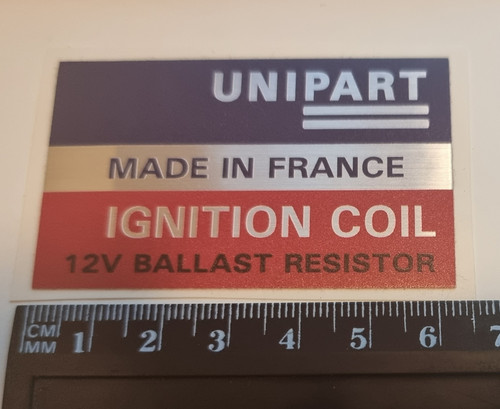 UNIPART
MADE IN FRANCE
IGNITION COIL
12V BALLAST RESISTOR
CM
MM 1 2 3 4 5 6 7